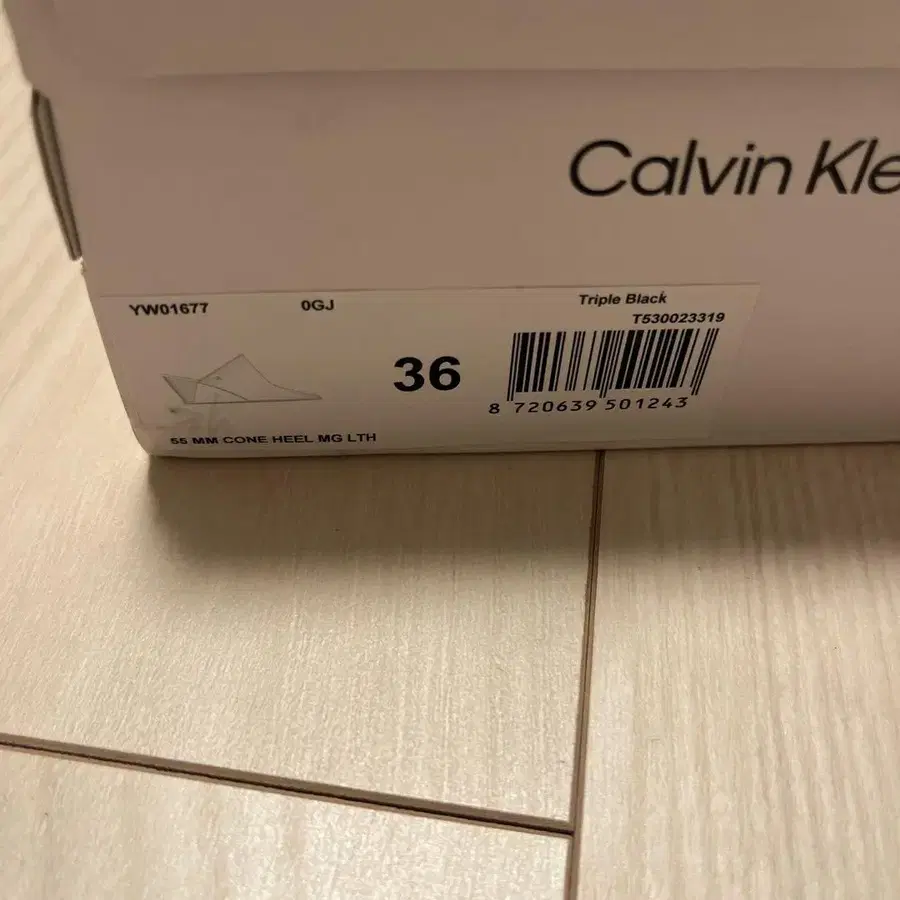 Calvin Kle
YW01677 0GJ Triple Black
T530023319
36
8 720639 501243
55 MM CONE HEEL MG LTH